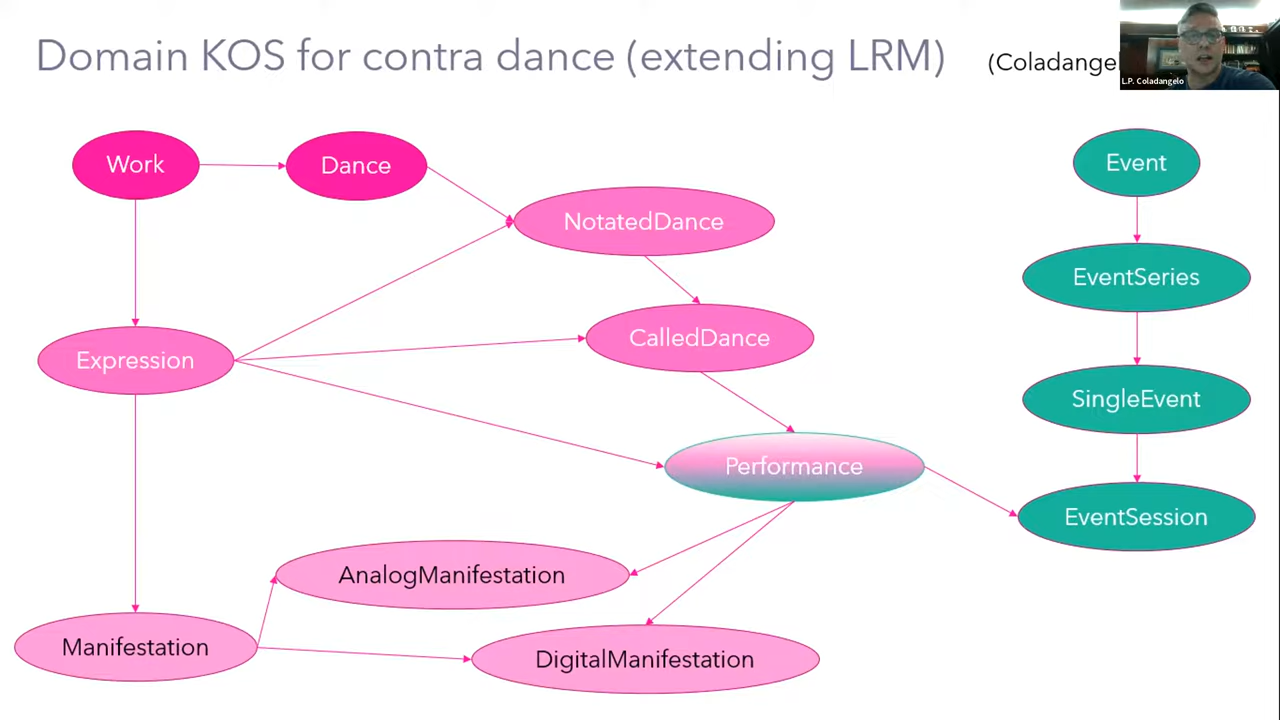 Domain KOS for contra dance (extending LRM)
L.P. Coladangelo
Work
Dance
Event
NotatedDance
EventSeries
CalledDance
Expression
SingleEvent
Performance
EventSession
AnalogManifestation
Manifestation
DigitalManifestation